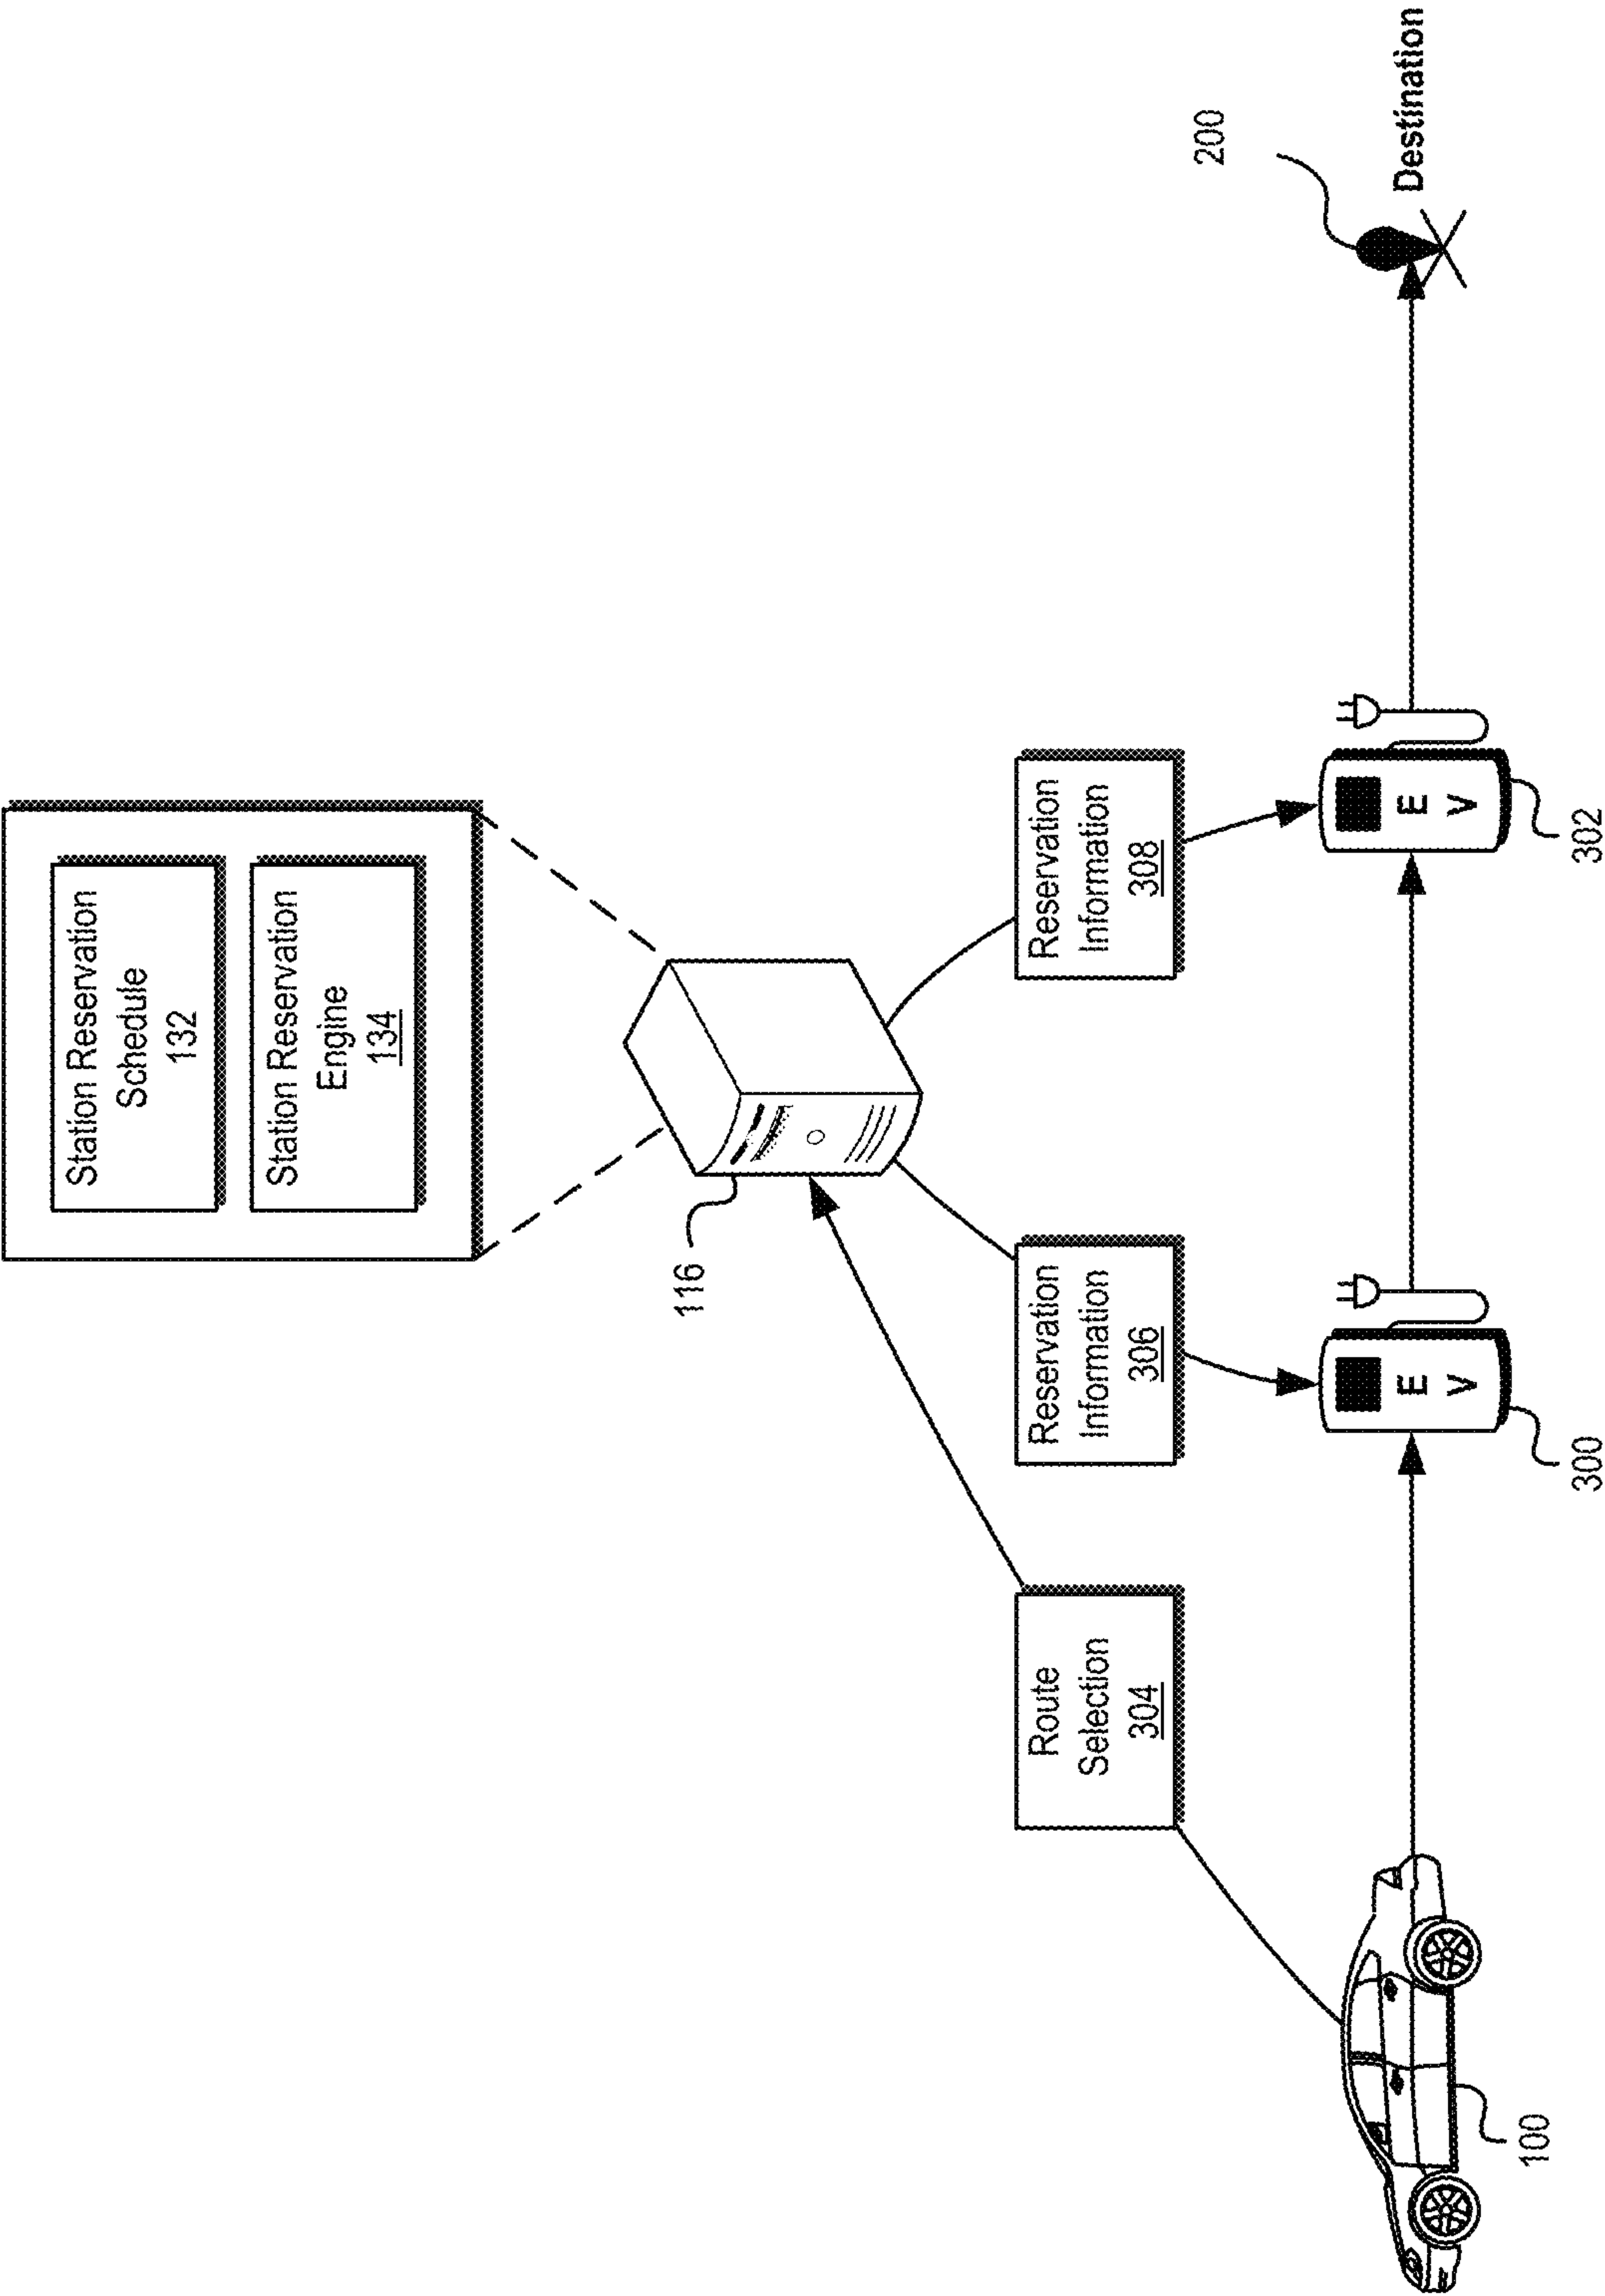 Station Reservation
Schedule
132
Station Reservation
Engine
134
116
Route
Selection
304
Reservation
Information
306
Reservation
Information
308
200
Destination
E
V
E
V
100
300
302